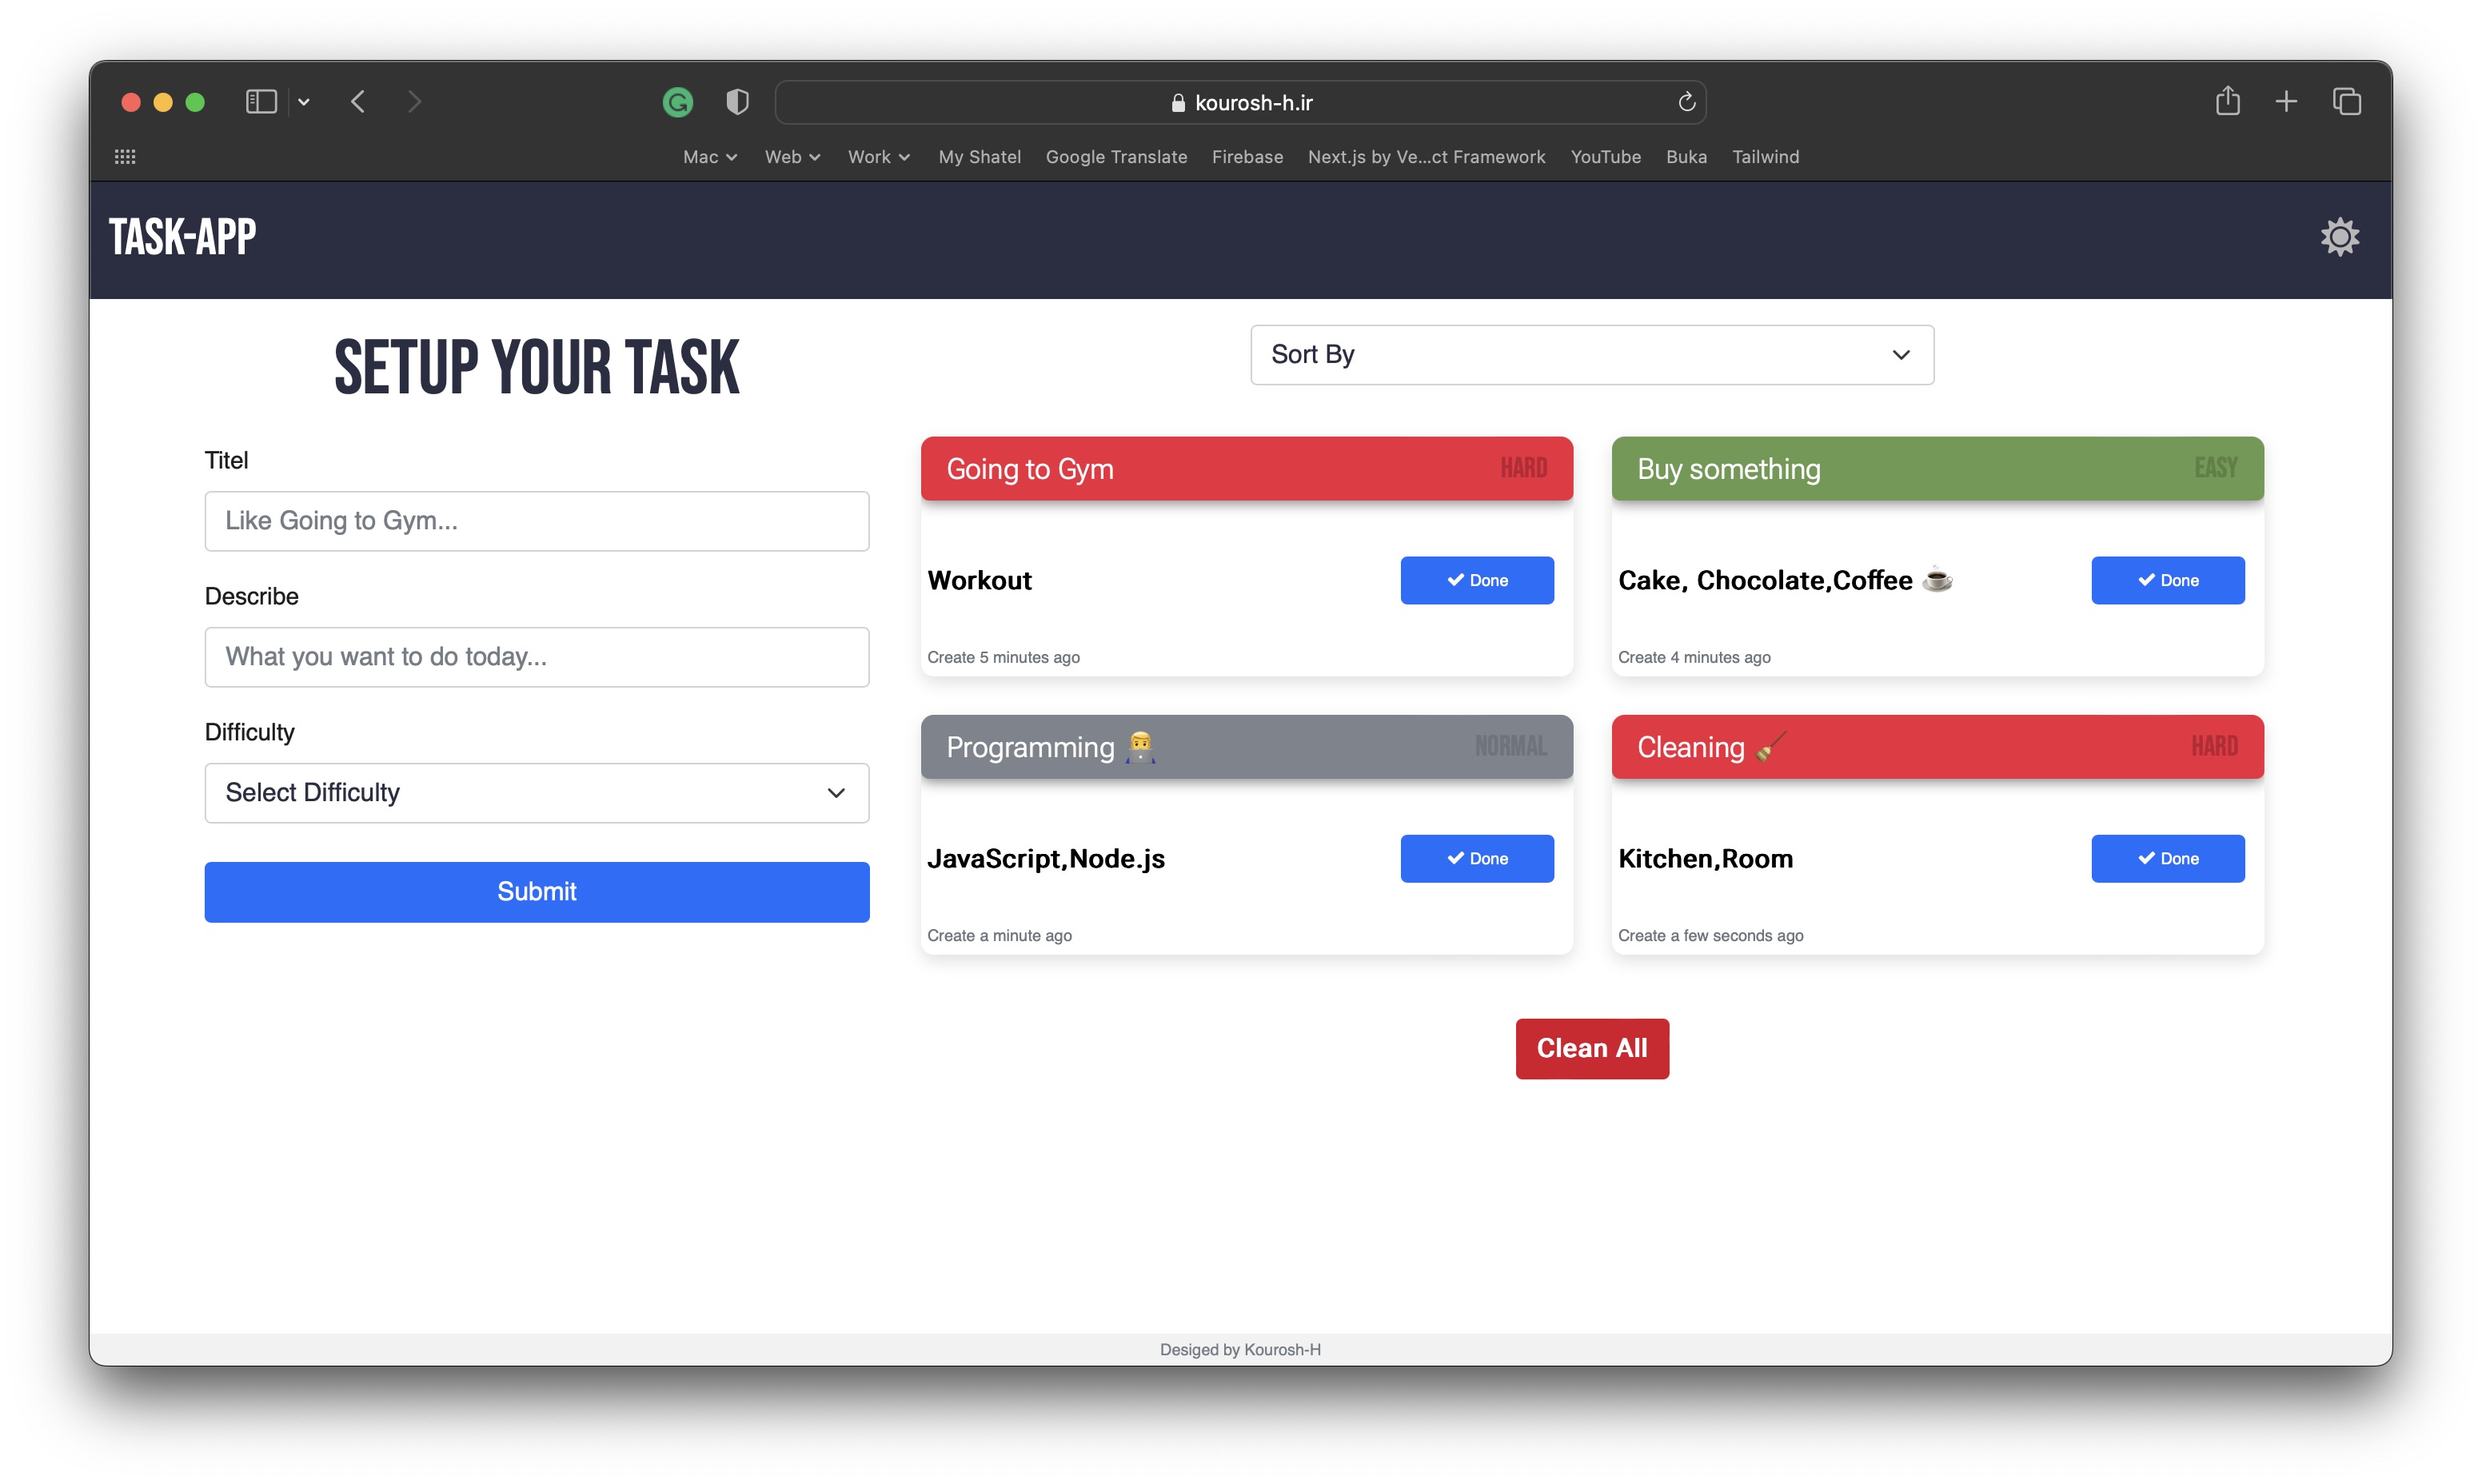 kourosh-h.ir
Mac Web Work My Shatel Google Translate Firebase Next.js by Ve...ct Framework YouTube Buka Tailwind
TASK-APP
SETUP YOUR TASK
Titel
Like Going to Gym...
Describe
What you want to do today...
Difficulty
Select Difficulty
Submit
Sort By
Going to Gym HARD
Workout
Done
Create 5 minutes ago
Buy something EASY
Cake, Chocolate,Coffee ☕
Done
Create 4 minutes ago
Programming 👨‍💻 NORMAL
JavaScript,Node.js
Done
Create a minute ago
Cleaning 🧹 HARD
Kitchen,Room
Done
Create a few seconds ago
Clean All
Desiged by Kourosh-H